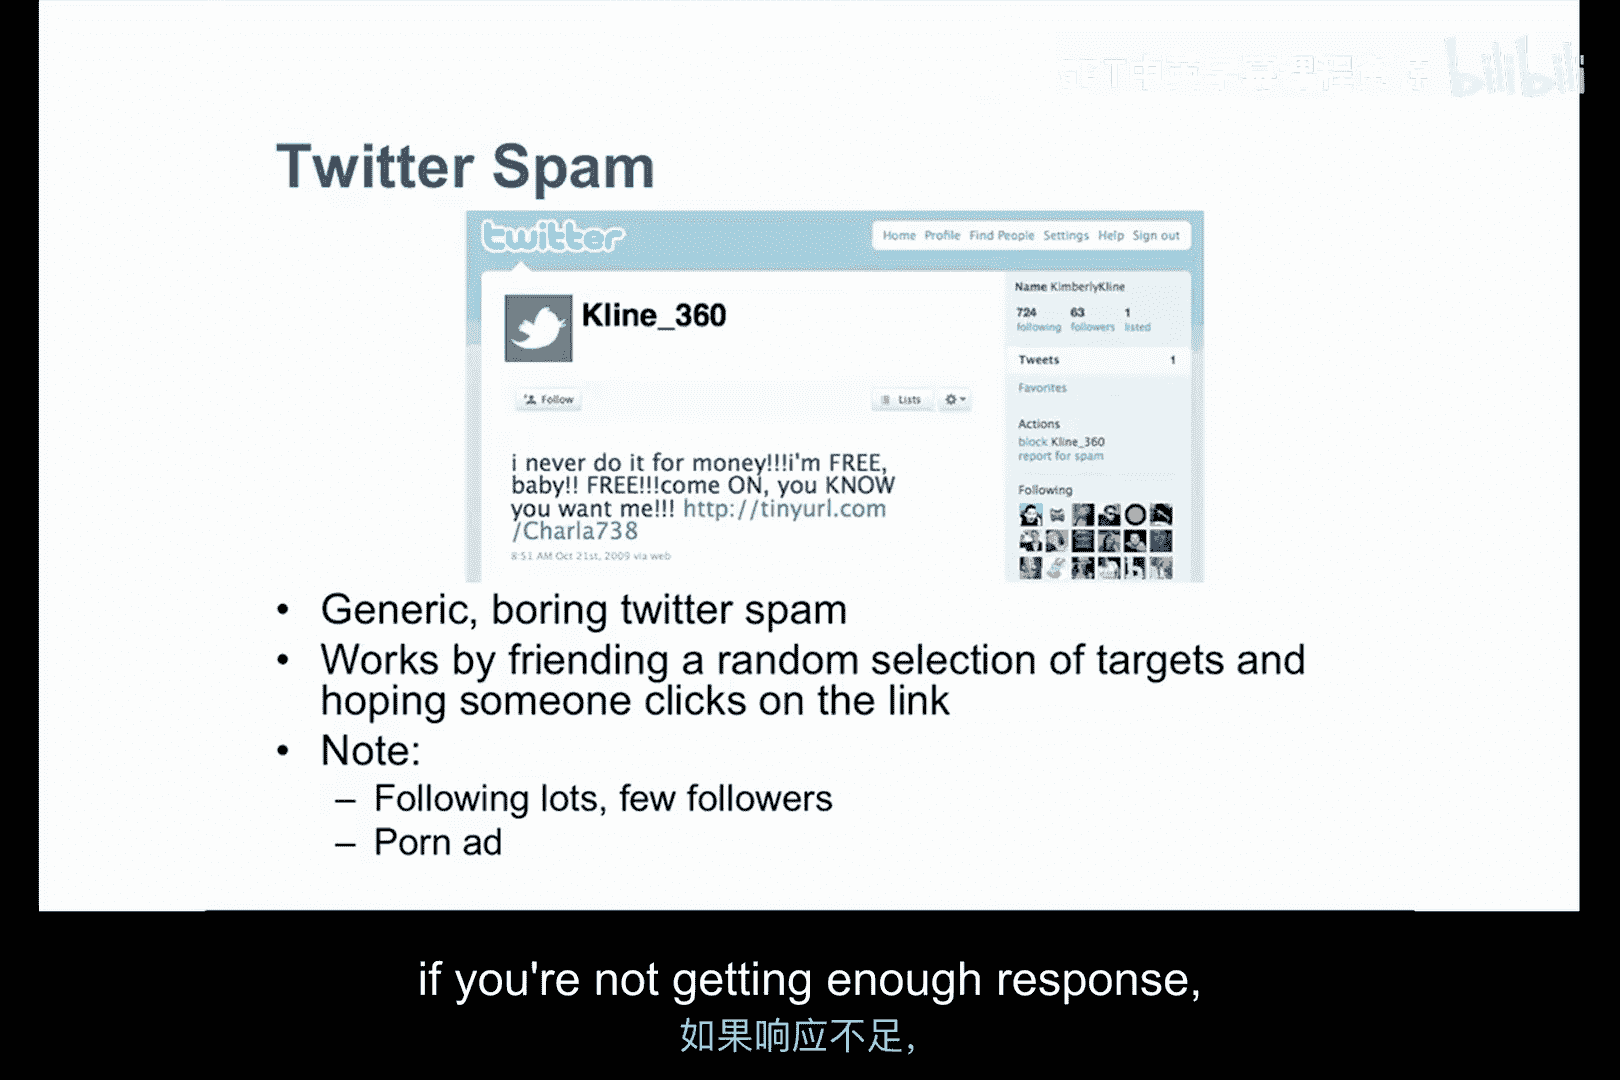 bilibili
Twitter Spam
twitter
Home Profile Find People Settings Help Sign out
Kline_360
Name KimberlyKline
724 63 1
following followers listed
Tweets 1
Favorites
Follow
Lists
Actions
block Kline_360
report for spam
i never do it for money!!!i'm FREE,
baby!! FREE!!!come ON, you KNOW
you want me!!! http://tinyurl.com
/Charla738
8:51 AM Oct 21st, 2009 via web
Following
• Generic, boring twitter spam
• Works by friending a random selection of targets and
hoping someone clicks on the link
• Note:
– Following lots, few followers
– Porn ad
if you're not getting enough response,
如果响应不足，